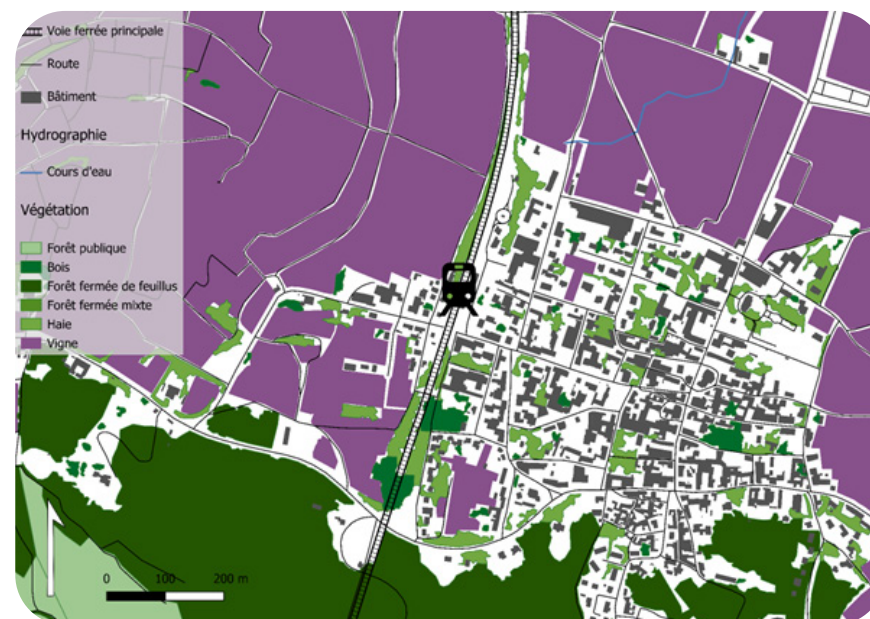 Voie ferrée principale
Route
Bâtiment
Hydrographie
Cours d'eau
Végétation
Forêt publique
Bois
Forêt fermée de feuillus
Forêt fermée mixte
Haie
Vigne
0 100 200 m